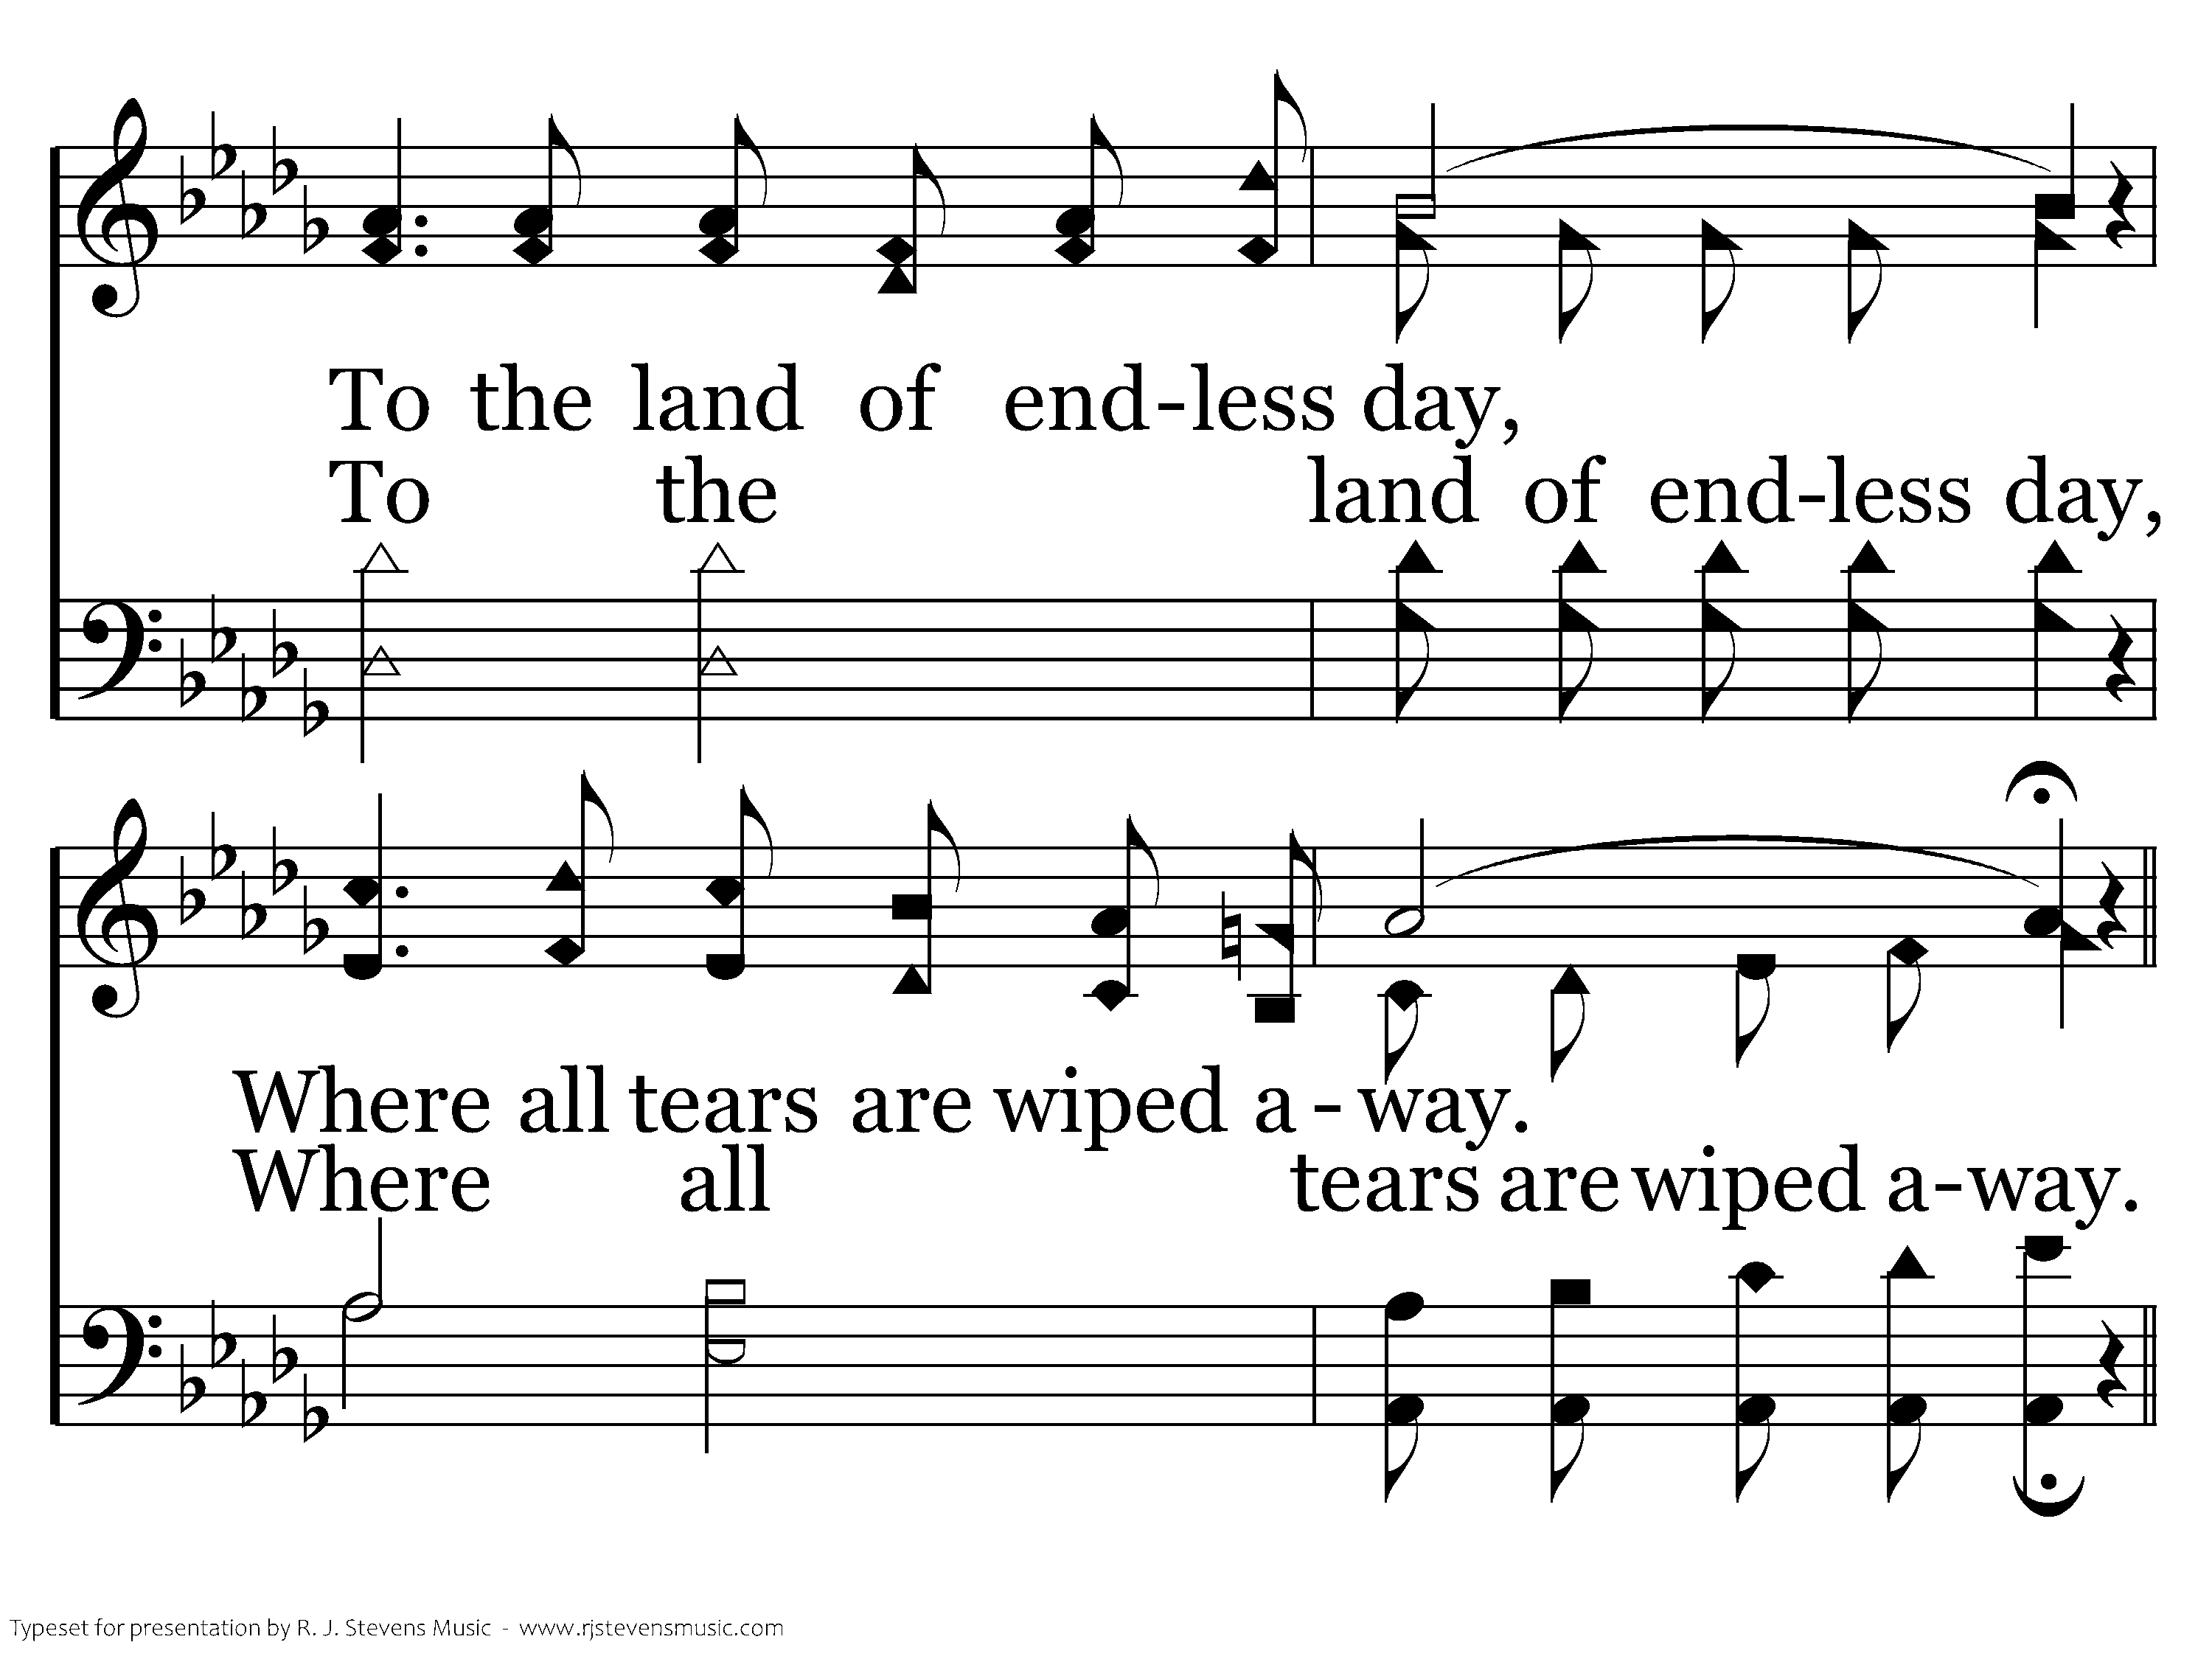 To the land of end-less day,
To the land of end-less day,
Where all tears are wiped a-way.
Where all tears are wiped a-way.
Typeset for presentation by R. J. Stevens Music - www.rjstevensmusic.com